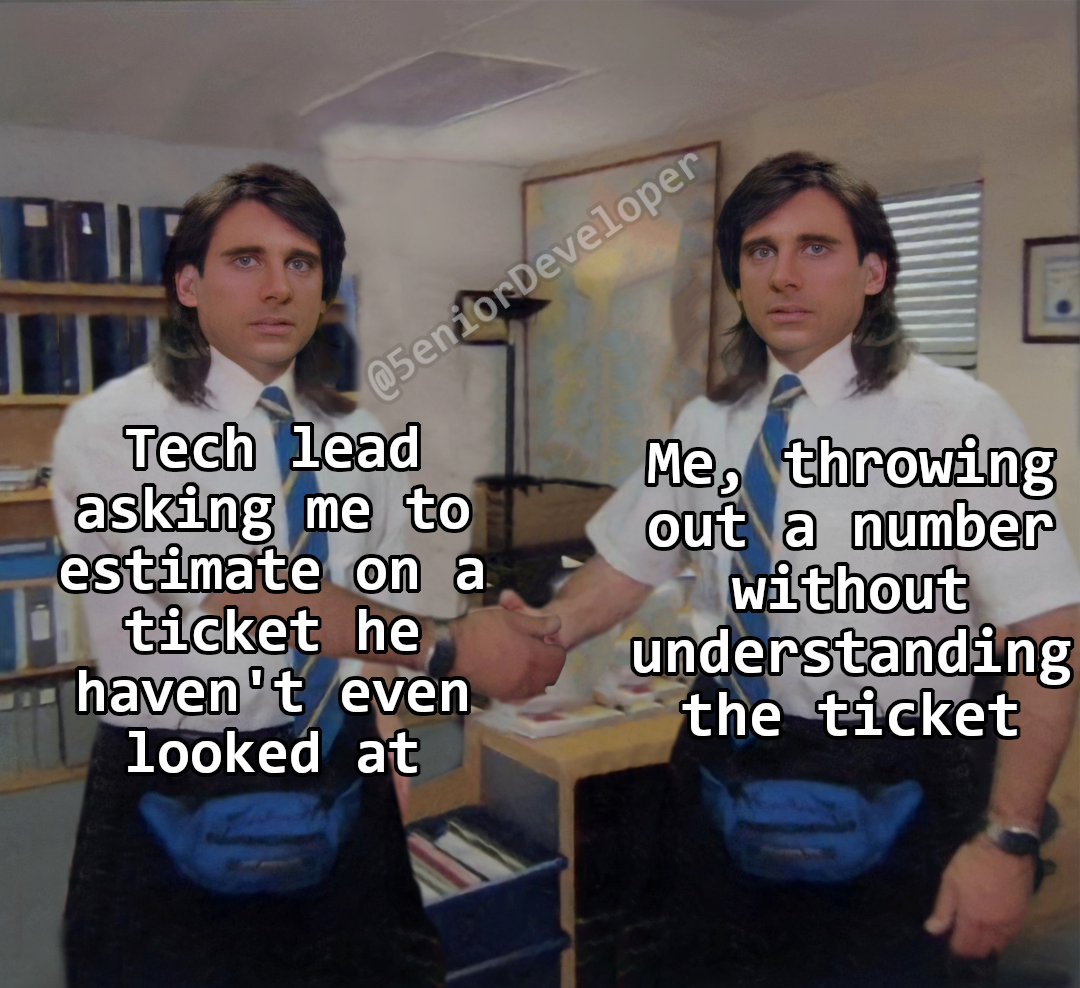 @5eniorDeveloper
Tech lead
asking me to
estimate on a
ticket he
haven't even
looked at
Me, throwing
out a number
without
understanding
the ticket